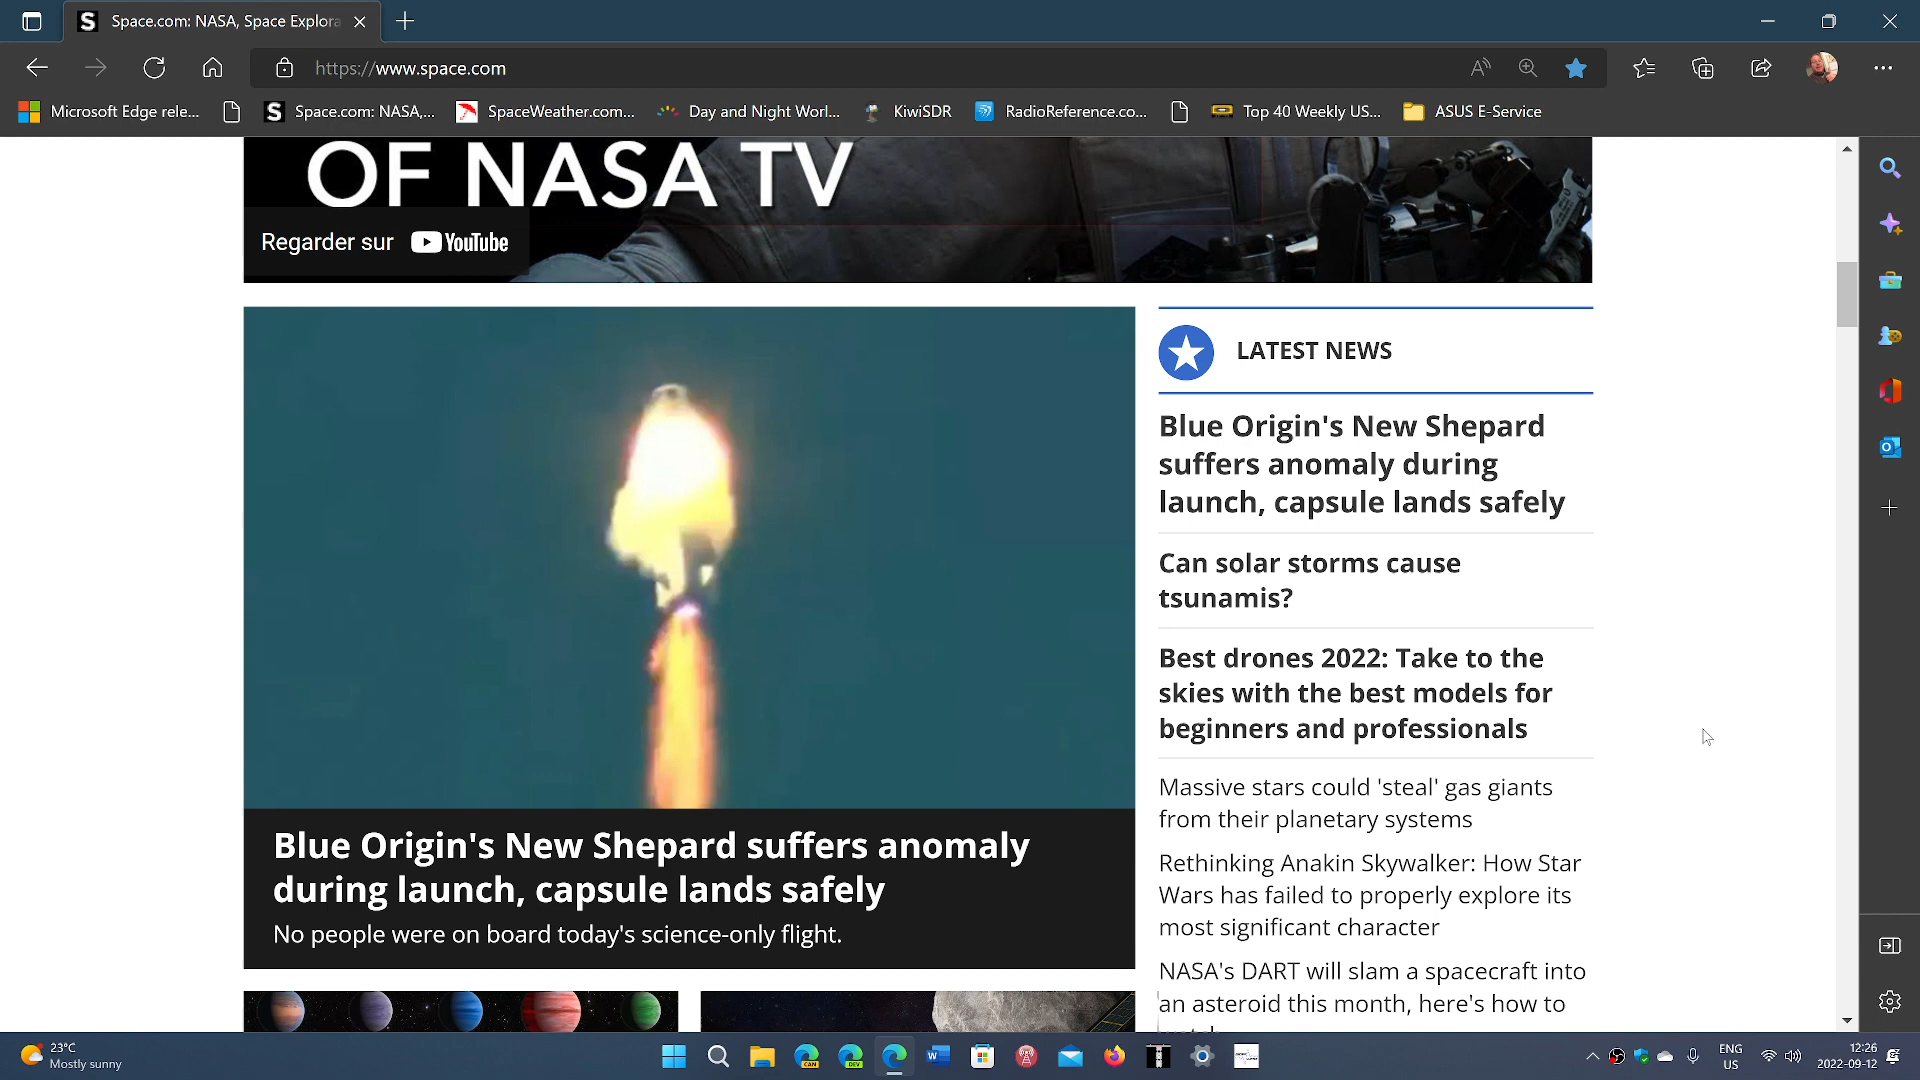 Space.com: NASA, Space Explora
https://www.space.com
Microsoft Edge rele...
Space.com: NASA,...
SpaceWeather.com...
Day and Night Worl...
KiwiSDR
RadioReference.co...
Top 40 Weekly US...
ASUS E-Service
OF NASA TV
Regarder sur YouTube
LATEST NEWS
Blue Origin's New Shepard
suffers anomaly during
launch, capsule lands safely
Can solar storms cause
tsunamis?
Best drones 2022: Take to the
skies with the best models for
beginners and professionals
Massive stars could 'steal' gas giants
from their planetary systems
Rethinking Anakin Skywalker: How Star
Wars has failed to properly explore its
most significant character
NASA's DART will slam a spacecraft into
an asteroid this month, here's how to
Blue Origin's New Shepard suffers anomaly
during launch, capsule lands safely
No people were on board today's science-only flight.
23°C
Mostly sunny
CAN
DEV
ENG
US
12:26
2022-09-12